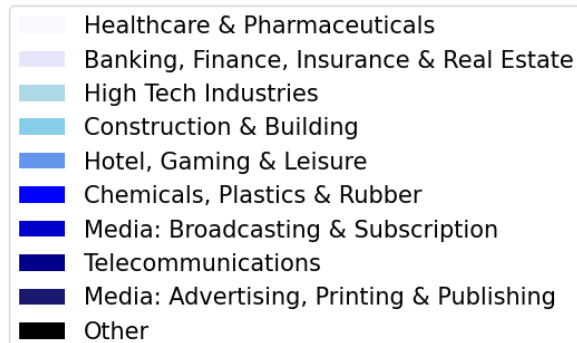 Healthcare & Pharmaceuticals
Banking, Finance, Insurance & Real Estate
High Tech Industries
Construction & Building
Hotel, Gaming & Leisure
Chemicals, Plastics & Rubber
Media: Broadcasting & Subscription
Telecommunications
Media: Advertising, Printing & Publishing
Other